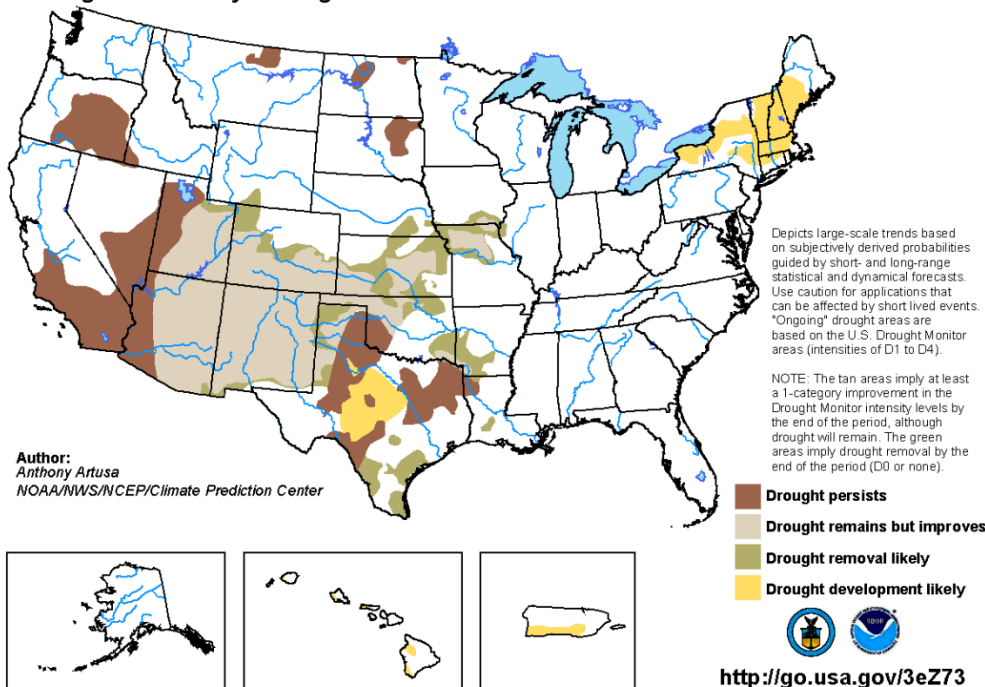 Depicts large-scale trends based
on subjectively derived probabilities
guided by short- and long-range
statistical and dynamical forecasts.
Use caution for applications that
can be affected by short lived events.
"Ongoing" drought areas are
based on the U.S. Drought Monitor
areas (intensities of D1 to D4).
NOTE: The tan areas imply at least
a 1-category improvement in the
Drought Monitor intensity levels by
the end of the period, although
drought will remain. The green
areas imply drought removal by the
end of the period (D0 or none).
Author:
Anthony Artusa
NOAA/NWS/NCEP/Climate Prediction Center
Drought persists
Drought remains but improves
Drought removal likely
Drought development likely
http://go.usa.gov/3eZ73